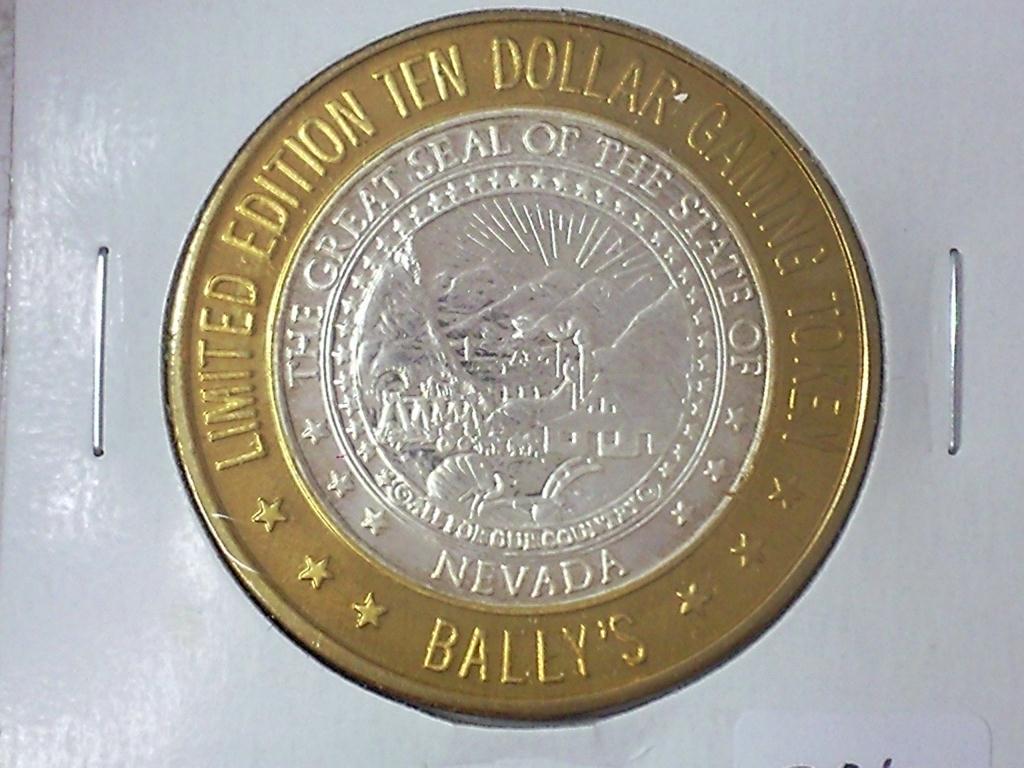 LIMITED EDITION TEN DOLLAR GAMING TOKEN
THE GREAT SEAL OF THE STATE OF
ALL FOR OUR COUNTRY
NEVADA
BALLY'S